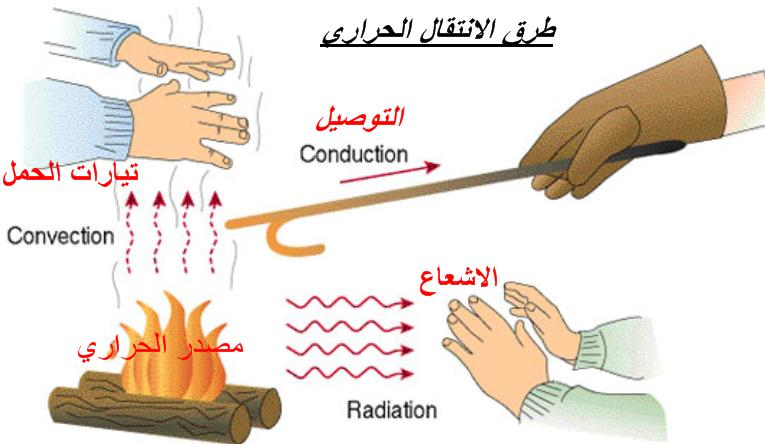 طرق الانتقال الحراري
التوصيل
Conduction
تيارات الحمل
Convection
الاشعاع
مصدر الحراري
Radiation